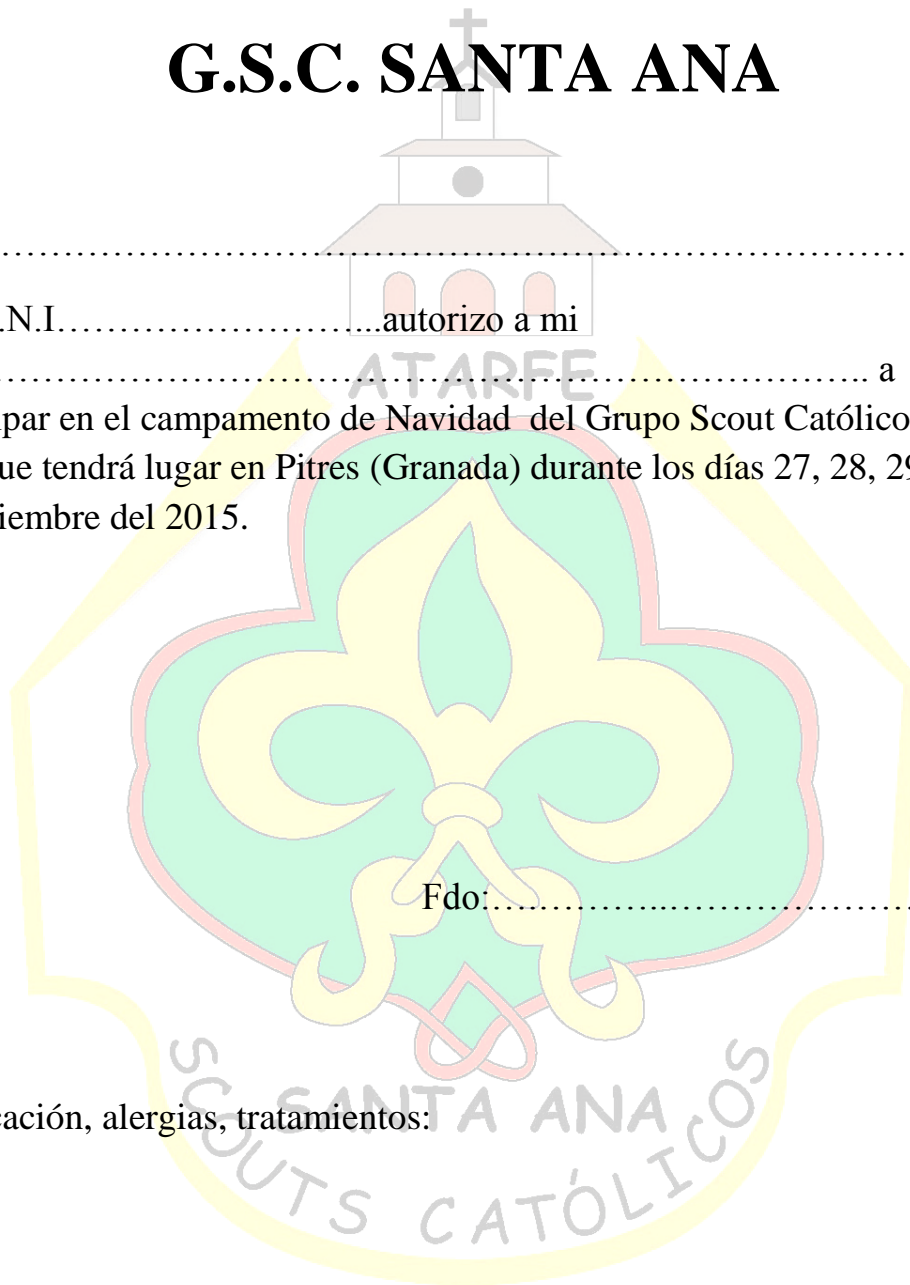 G.S.C. SANTA ANA
……………………………………………………………………
.N.I……………………...autorizo a mi
ATARFE
………………………………………………………………….. a
ipar en el campamento de Navidad del Grupo Scout Católico
ue tendrá lugar en Pitres (Granada) durante los días 27, 28, 29
iembre del 2015.
Fdo:….………..…………………
cación, alergias, tratamientos:
SANTA ANA
SCOUTS CATÓLICOS